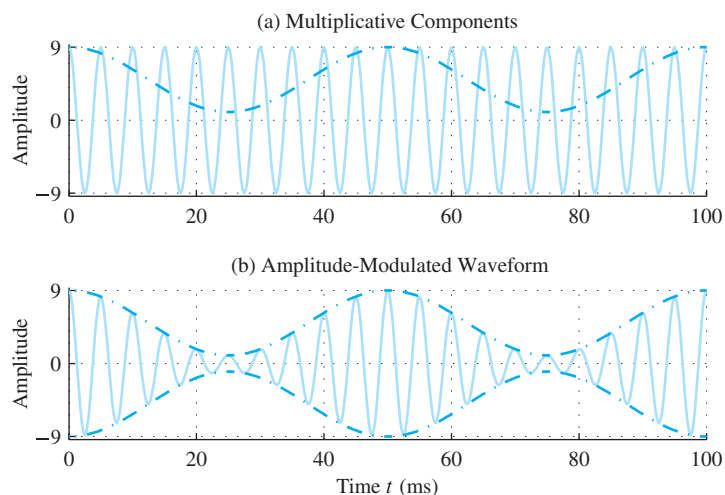 (a) Multiplicative Components
9
0
−9
Amplitude
0 20 40 60 80 100
(b) Amplitude-Modulated Waveform
9
0
−9
Amplitude
0 20 40 60 80 100
Time t (ms)